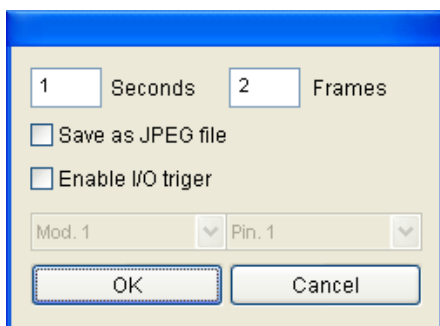 1 Seconds 2 Frames
Save as JPEG file
Enable I/O triger
Mod. 1 Pin. 1
OK Cancel